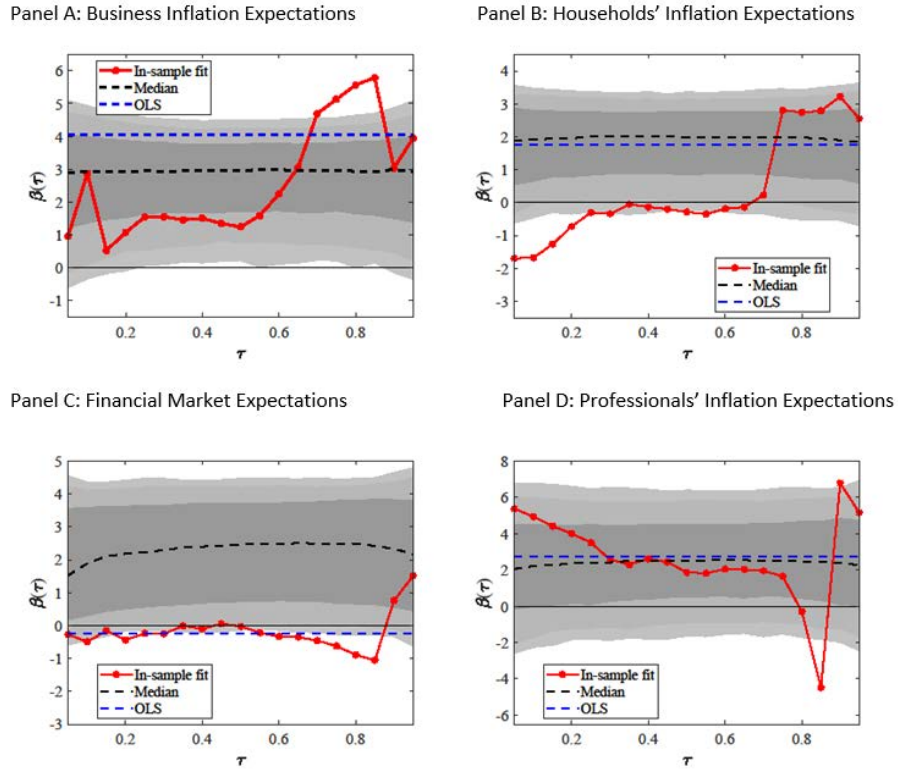 Panel A: Business Inflation Expectations
Panel B: Households' Inflation Expectations
6
5
4
3
2
1
0
-1
β(τ)
In-sample fit
Median
OLS
0.2
0.4
0.6
0.8
τ
4
3
2
1
0
-1
-2
-3
β(τ)
In-sample fit
Median
OLS
0.2
0.4
0.6
0.8
τ
Panel C: Financial Market Expectations
Panel D: Professionals' Inflation Expectations
5
4
3
2
1
0
-1
-2
-3
β(τ)
In-sample fit
Median
OLS
0.2
0.4
0.6
0.8
τ
8
6
4
2
0
-2
-4
-6
β(τ)
In-sample fit
Median
OLS
0.2
0.4
0.6
0.8
τ